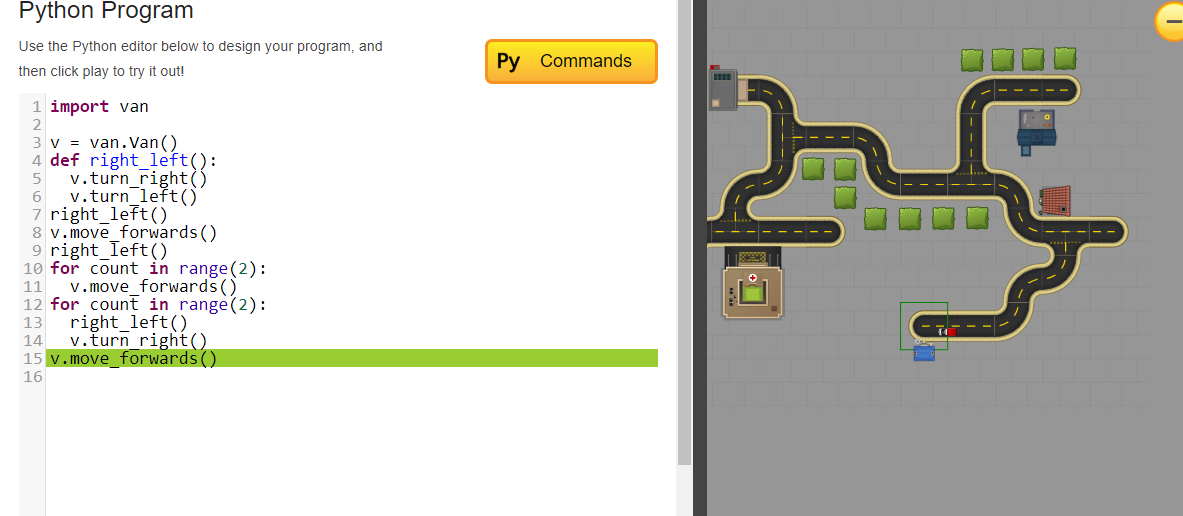 Python Program
Use the Python editor below to design your program, and
then click play to try it out!
Py Commands
1 import van
2
3 v = van.Van()
4 def right_left():
5   v.turn_right()
6   v.turn_left()
7 right_left()
8 v.move_forwards()
9 right_left()
10 for count in range(2):
11   v.move_forwards()
12 for count in range(2):
13   right_left()
14   v.turn_right()
15 v.move_forwards()
16